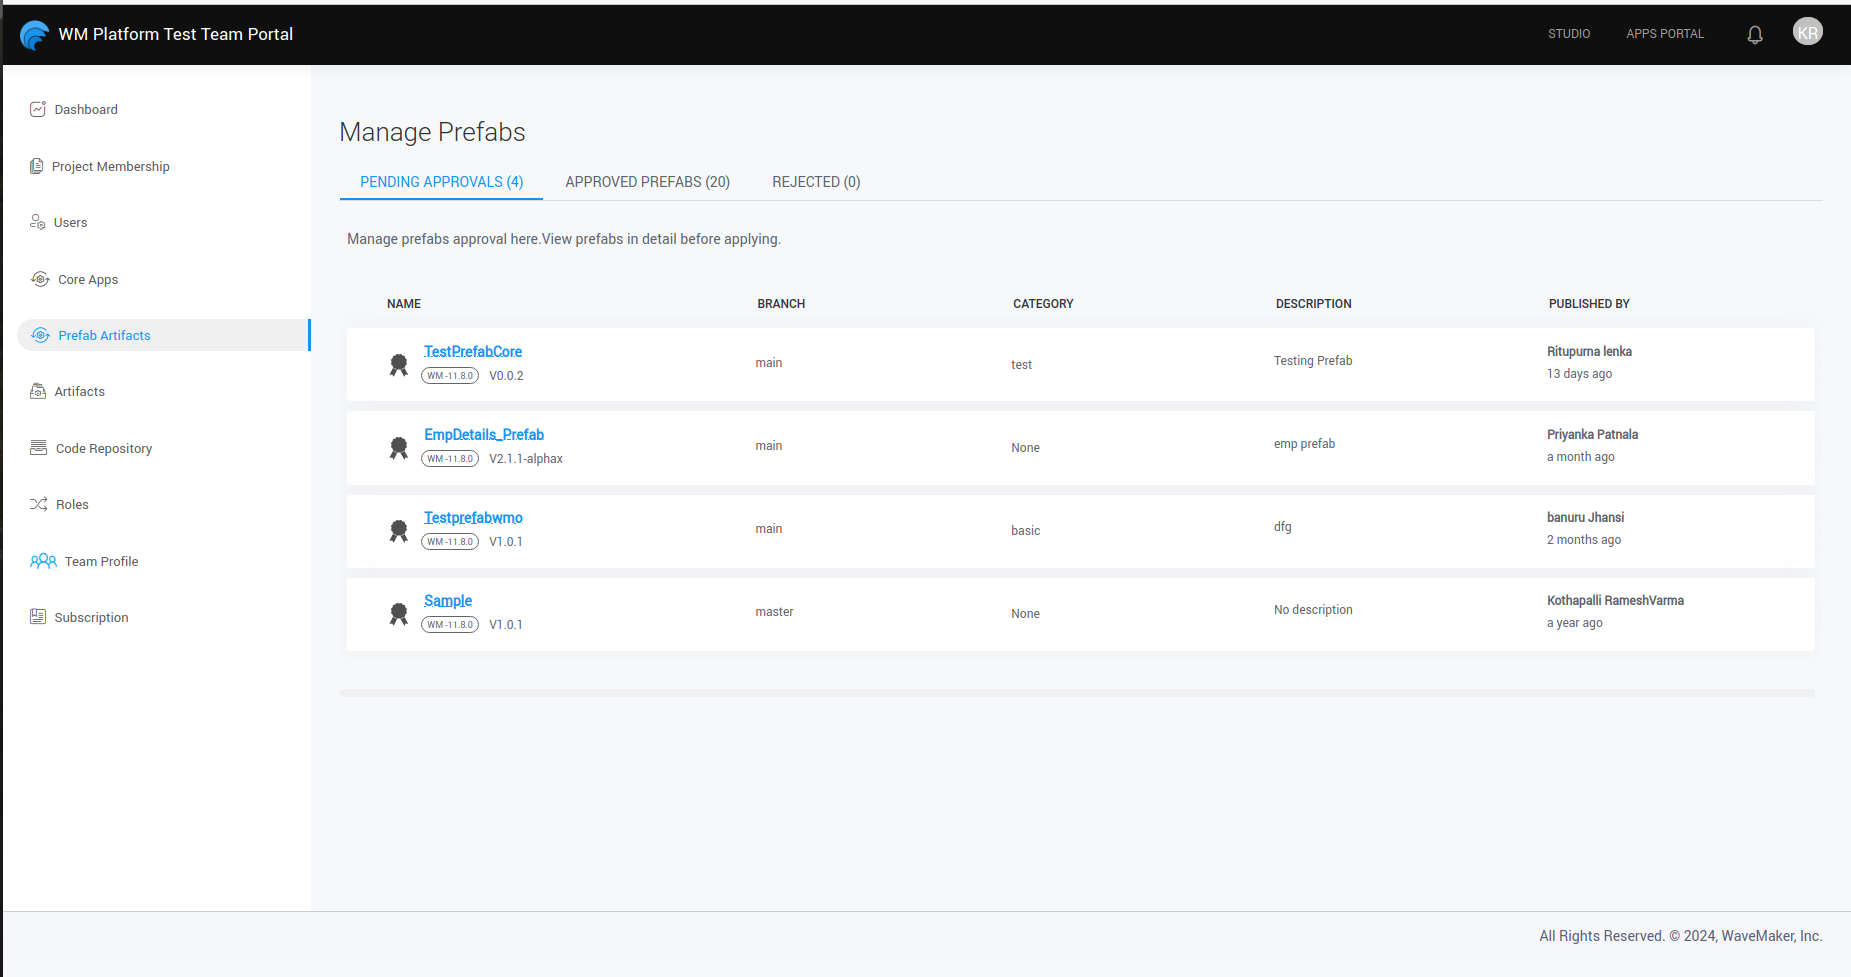 WM Platform Test Team Portal
STUDIO
APPS PORTAL
KR
Dashboard
Project Membership
Users
Core Apps
Prefab Artifacts
Artifacts
Code Repository
Roles
Team Profile
Subscription
Manage Prefabs
PENDING APPROVALS (4) APPROVED PREFABS (20) REJECTED (0)
Manage prefabs approval here.View prefabs in detail before applying.
NAME BRANCH CATEGORY DESCRIPTION PUBLISHED BY
TestPrefabCore
WM -11.8.0 V0.0.2
main
test
Testing Prefab
Ritupurna lenka
13 days ago
EmpDetails_Prefab
WM -11.8.0 V2.1.1-alphax
main
None
emp prefab
Priyanka Patnala
a month ago
Testprefabwmo
WM -11.8.0 V1.0.1
main
basic
dfg
banuru Jhansi
2 months ago
Sample
WM -11.8.0 V1.0.1
master
None
No description
Kothapalli RameshVarma
a year ago
All Rights Reserved. © 2024, WaveMaker, Inc.